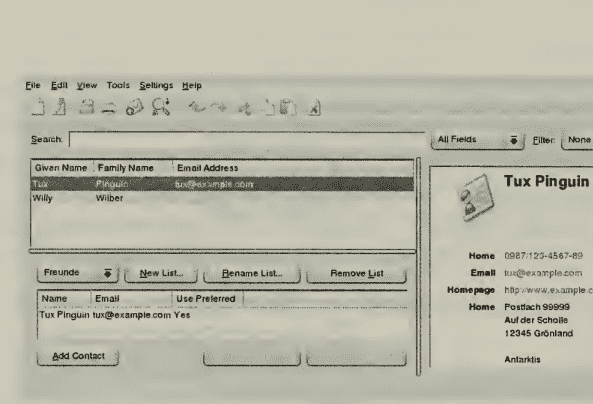 File Edit View Tools Settings Help
Search: All Fields Filter: None
Given Name Family Name Email Address
Tux Pinguin tux@example.com
Willy Wilber
Tux Pinguin
Home 0987/123-4567-89
Email tux@example.com
Homepage http://www.example.c
Home Postfach 99999
Auf der Scholle
12345 Grönland
Antarktis
Freunde New List... Rename List... Remove List
Name Email Use Preferred
Tux Pinguin tux@example.com Yes
Add Contact